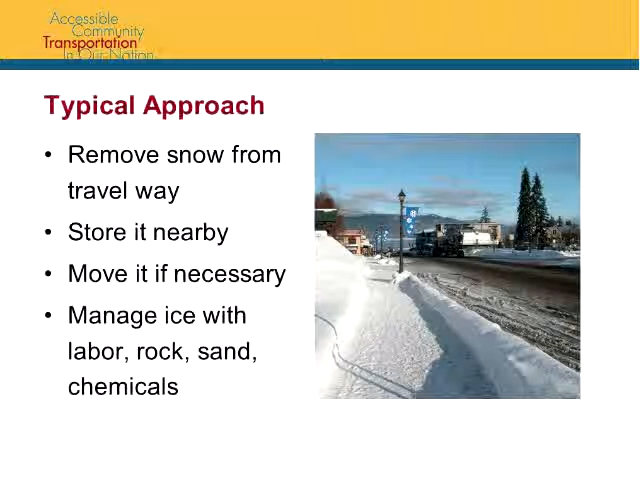 Accessible
Community
Transportation
In Our Nation
Typical Approach
• Remove snow from
travel way
• Store it nearby
• Move it if necessary
• Manage ice with
labor, rock, sand,
chemicals